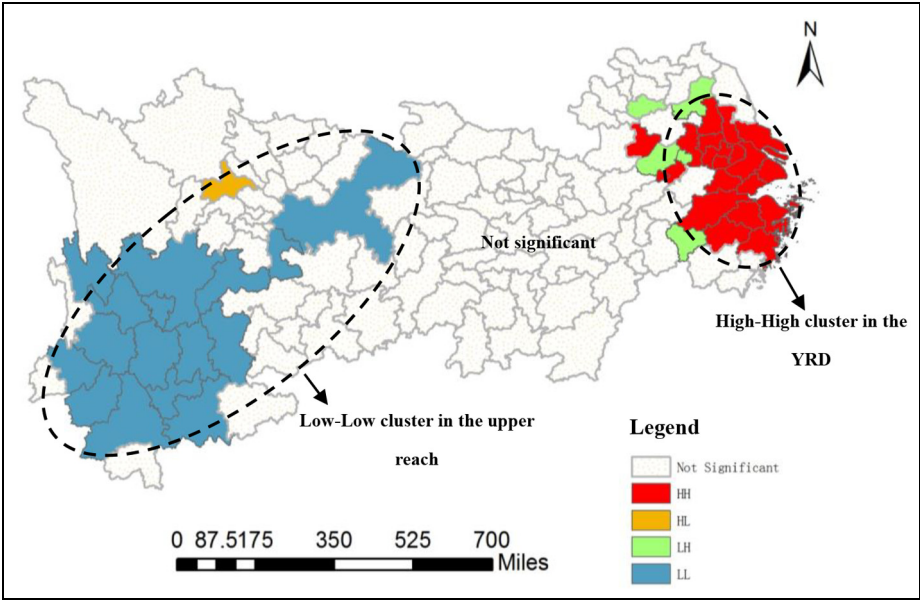 N
Not significant
High-High cluster in the
YRD
Low-Low cluster in the upper
reach
Legend
Not Significant
HH
HL
LH
LL
0 87.5175 350 525 700
Miles